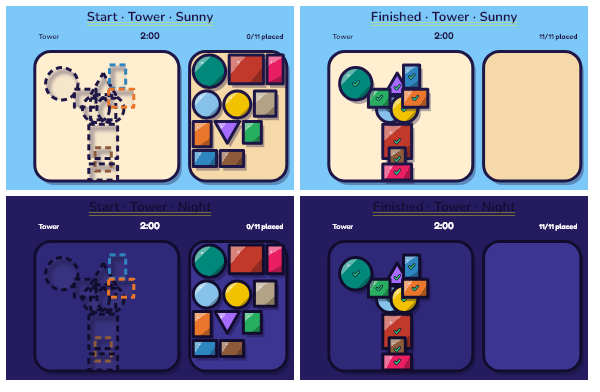 Start · Tower · Sunny
Tower 2:00 0/11 placed
Finished · Tower · Sunny
Tower 2:00 11/11 placed
Start · Tower · Night
Tower 2:00 0/11 placed
Finished · Tower · Night
Tower 2:00 11/11 placed